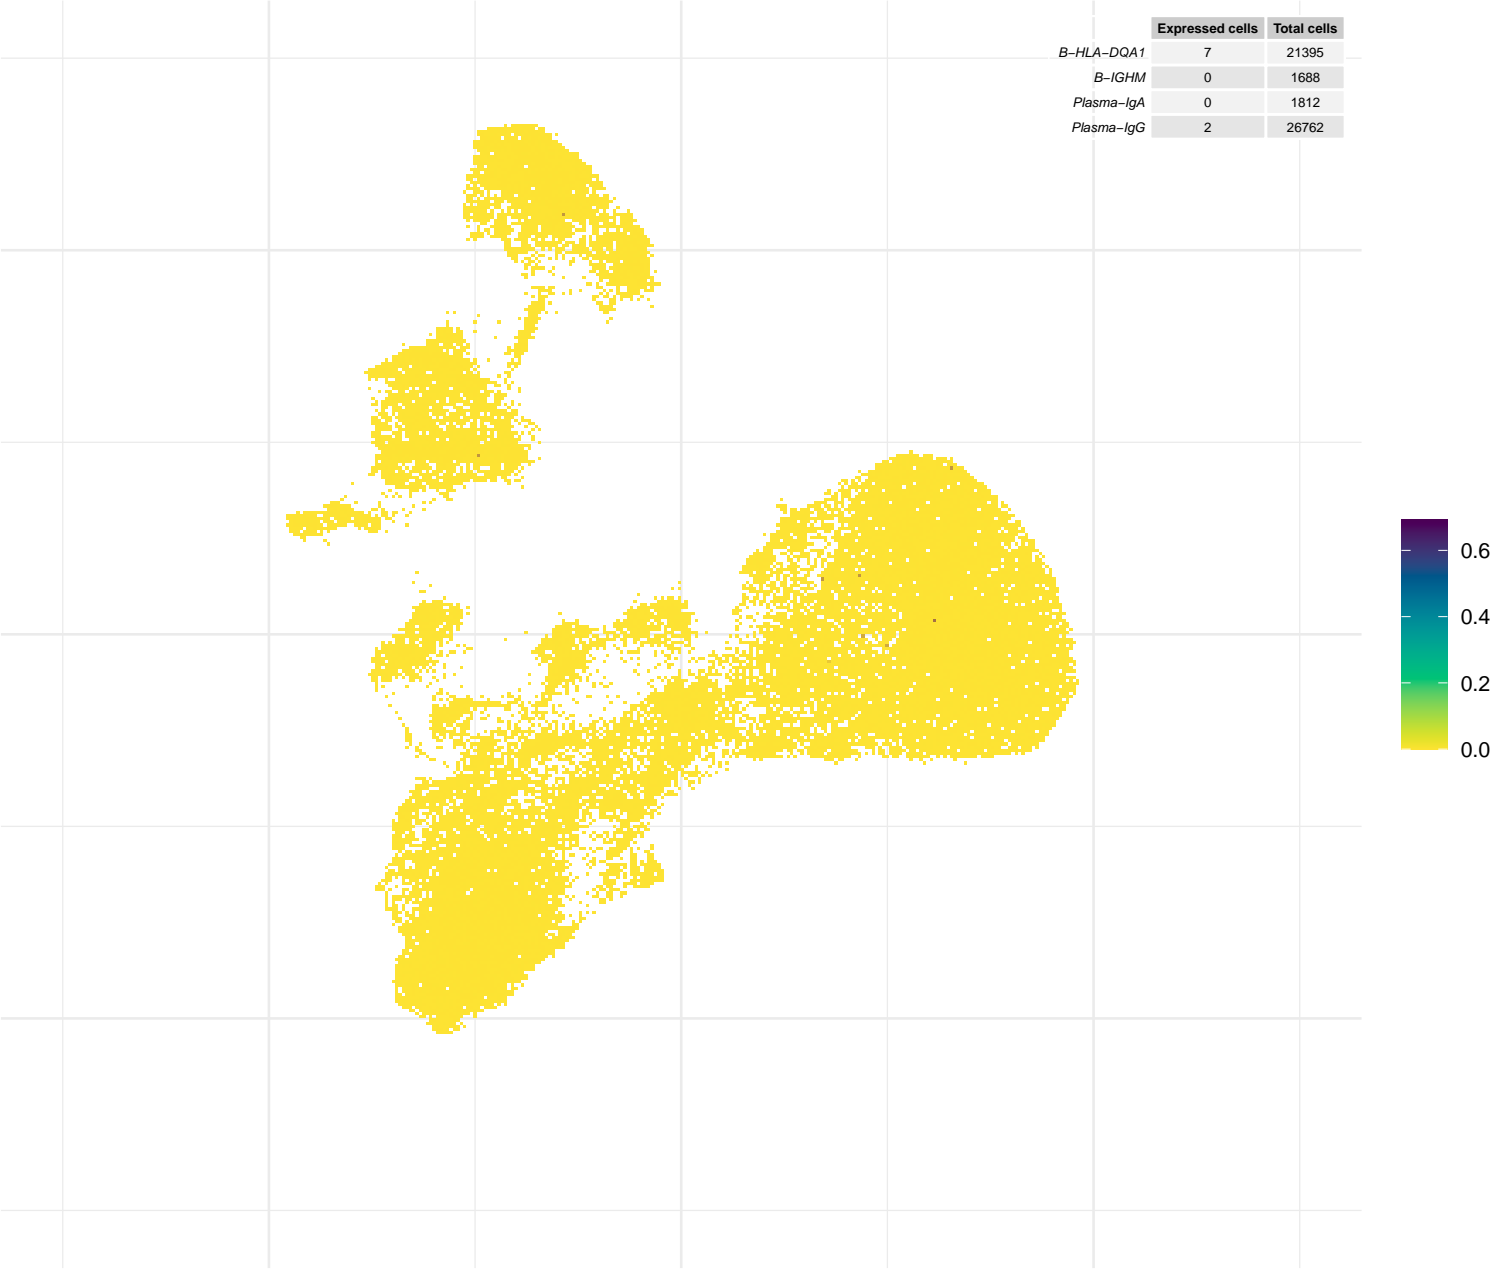 Expressed cells Total cells
B−HLA−DQA1 7 21395
B−IGHM 0 1688
Plasma−IgA 0 1812
Plasma−IgG 2 26762
0.6
0.4
0.2
0.0